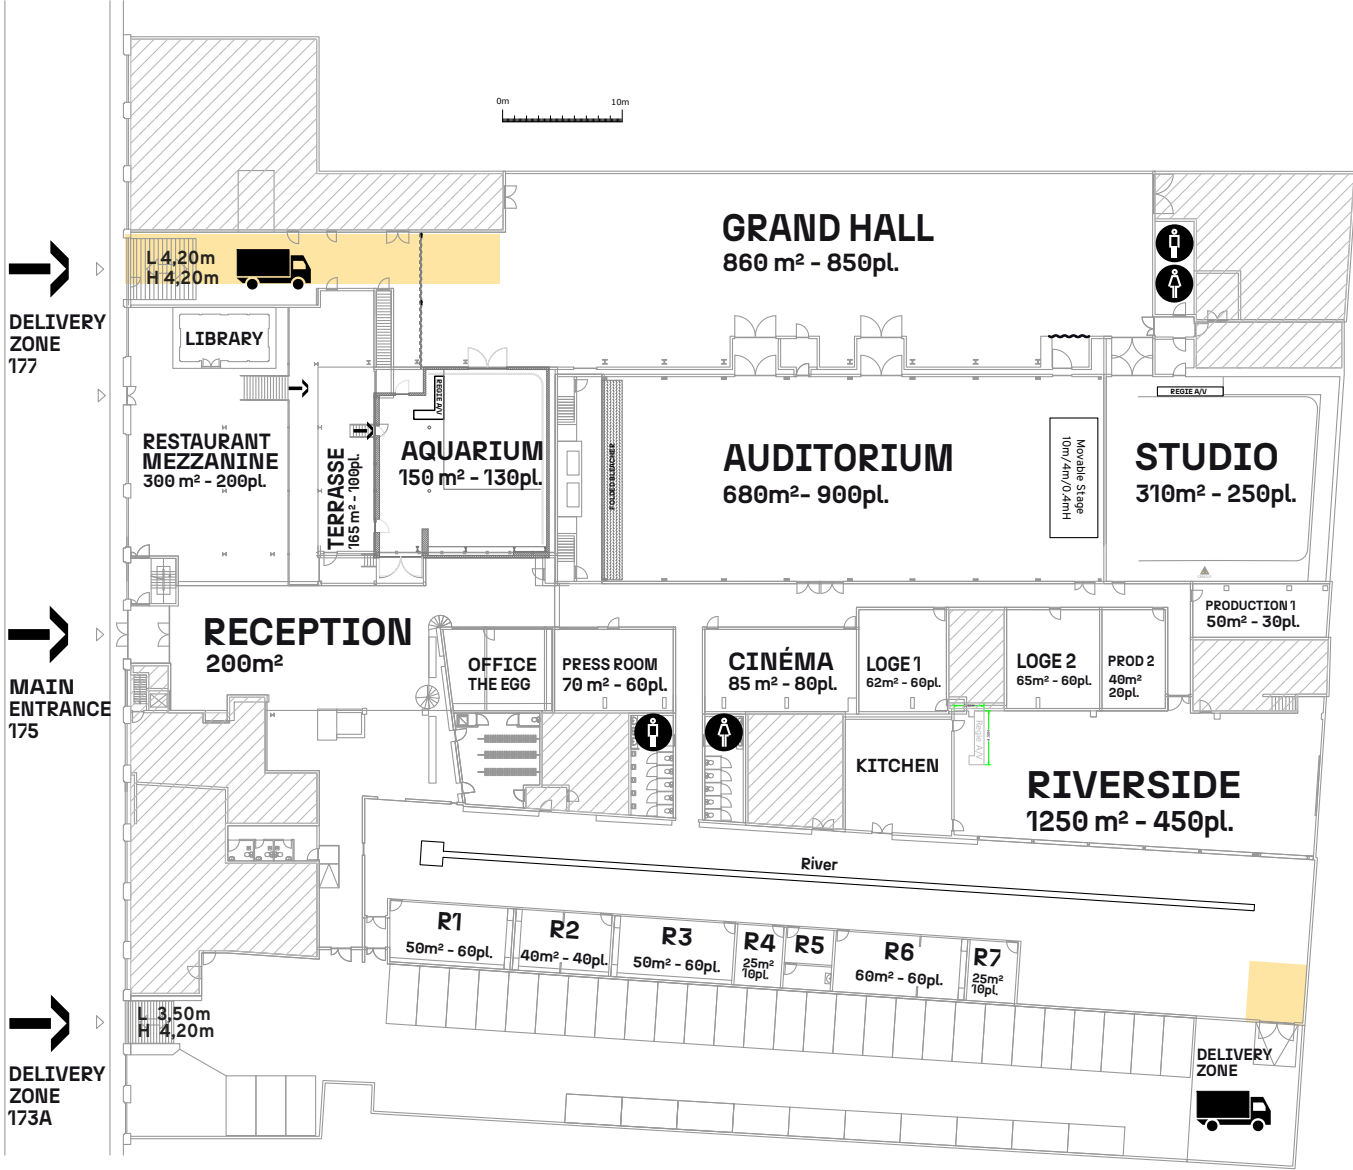 0m 10m
GRAND HALL
860 m² - 850pl.
L 4,20m
H 4,20m
DELIVERY
ZONE
177
LIBRARY
RESTAURANT
MEZZANINE
300 m² - 200pl.
TERRASSE
165 m² - 100pl.
REGIE A/V
AQUARIUM
150 m² - 130pl.
FOLDED BLEACHER
AUDITORIUM
680m²- 900pl.
Movable Stage
10m/4m/0.4mH
REGIE A/V
STUDIO
310m² - 250pl.
RECEPTION
200m²
MAIN
ENTRANCE
175
OFFICE
THE EGG
PRESS ROOM
70 m² - 60pl.
CINÉMA
85 m² - 80pl.
LOGE 1
62m² - 60pl.
LOGE 2
65m² - 60pl.
PROD 2
40m²
20pl.
PRODUCTION 1
50m² - 30pl.
KITCHEN
Regie A/V
RIVERSIDE
1250 m² - 450pl.
River
R1
50m² - 60pl.
R2
40m² - 40pl.
R3
50m² - 60pl.
R4
25m²
10pl.
R5
R6
60m² - 60pl.
R7
25m²
10pl.
L 3,50m
H 4,20m
DELIVERY
ZONE
173A
DELIVERY
ZONE